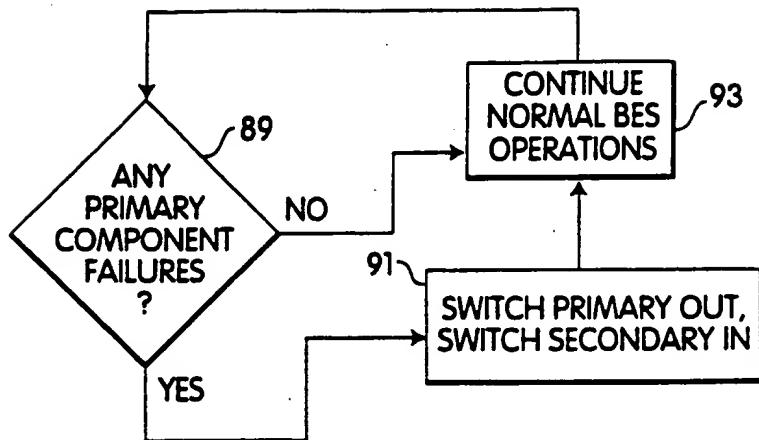 89
ANY
PRIMARY
COMPONENT
FAILURES
?
NO
YES
CONTINUE
NORMAL BES
OPERATIONS
93
91
SWITCH PRIMARY OUT,
SWITCH SECONDARY IN